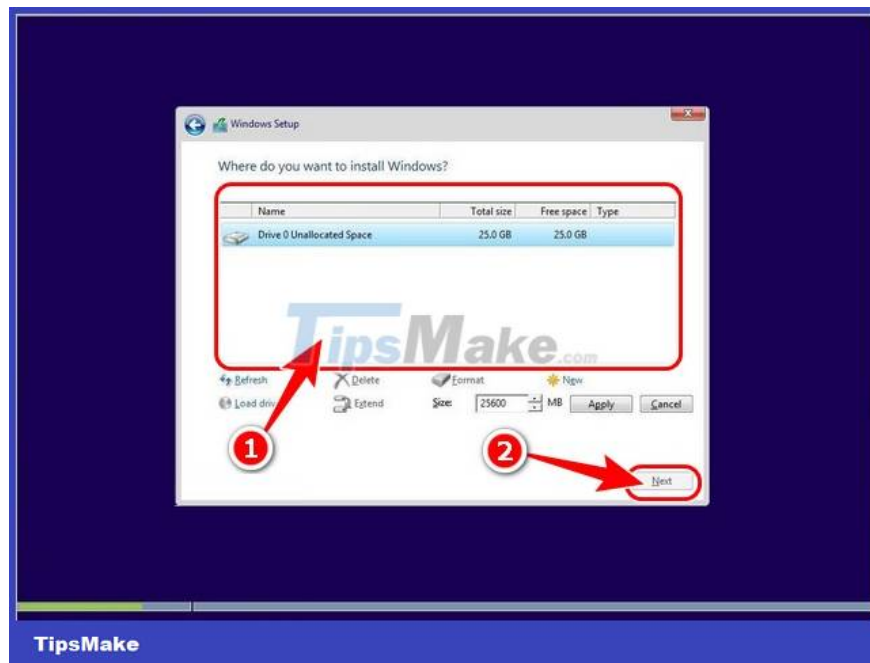 Windows Setup
Where do you want to install Windows?
Name Total size Free space Type
Drive 0 Unallocated Space 25.0 GB 25.0 GB
TipsMake.com
Refresh Delete Format New
Load Extend Size: 25600 MB Apply Cancel
1
2
Next
TipsMake